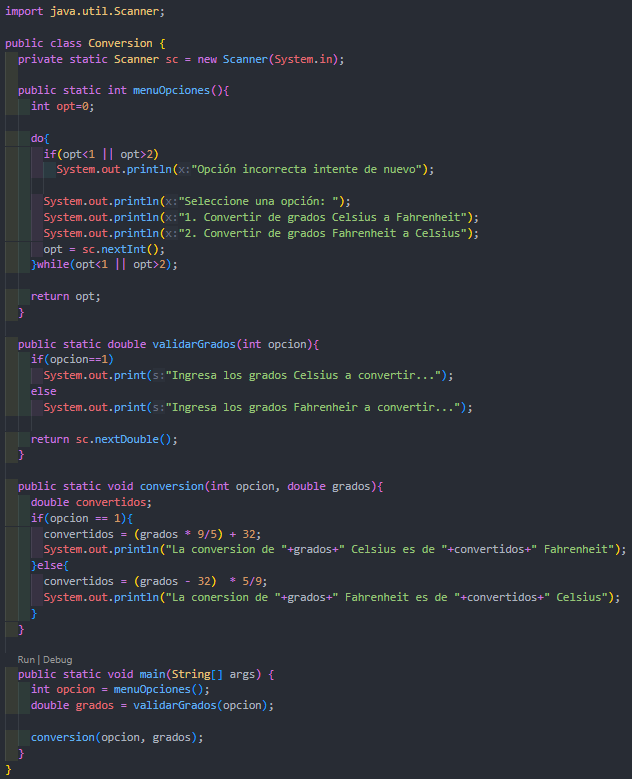 import java.util.Scanner;
public class Conversion {
private static Scanner sc = new Scanner(System.in);
public static int menuOpciones(){
int opt=0;
do{
if(opt<1 || opt>2)
System.out.println(x:"Opción incorrecta intente de nuevo");
System.out.println(x:"Seleccione una opción: ");
System.out.println(x:"1. Convertir de grados Celsius a Fahrenheit");
System.out.println(x:"2. Convertir de grados Fahrenheit a Celsius");
opt = sc.nextInt();
}while(opt<1 || opt>2);
return opt;
}
public static double validarGrados(int opcion){
if(opcion==1)
System.out.print(s:"Ingresa los grados Celsius a convertir...");
else
System.out.print(s:"Ingresa los grados Fahrenheir a convertir...");
return sc.nextDouble();
}
public static void conversion(int opcion, double grados){
double convertidos;
if(opcion == 1){
convertidos = (grados * 9/5) + 32;
System.out.println("La conversion de "+grados+" Celsius es de "+convertidos+" Fahrenheit");
}else{
convertidos = (grados - 32)  * 5/9;
System.out.println("La conersion de "+grados+" Fahrenheit es de "+convertidos+" Celsius");
}
}
Run | Debug
public static void main(String[] args) {
int opcion = menuOpciones();
double grados = validarGrados(opcion);
conversion(opcion, grados);
}
}